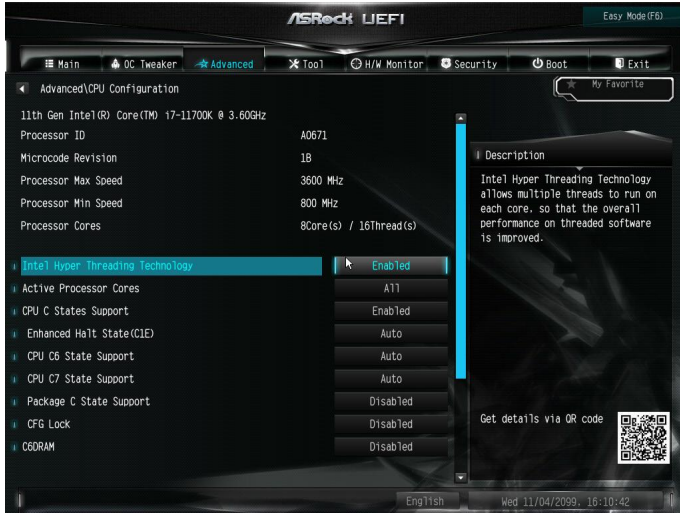 ASRock UEFI
Easy Mode(F6)
Main
OC Tweaker
Advanced
Tool
H/W Monitor
Security
Boot
Exit
Advanced\CPU Configuration
My Favorite
11th Gen Intel(R) Core(TM) i7-11700K @ 3.60GHz
Processor ID A0671
Microcode Revision 1B
Processor Max Speed 3600 MHz
Processor Min Speed 800 MHz
Processor Cores 8Core(s) / 16Thread(s)
Intel Hyper Threading Technology Enabled
Active Processor Cores All
CPU C States Support Enabled
Enhanced Halt State(C1E) Auto
CPU C6 State Support Auto
CPU C7 State Support Auto
Package C State Support Disabled
CFG Lock Disabled
C6DRAM Disabled
Description
Intel Hyper Threading Technology
allows multiple threads to run on
each core. so that the overall
performance on threaded software
is improved.
Get details via QR code
English
Wed 11/04/2099. 16:10:42